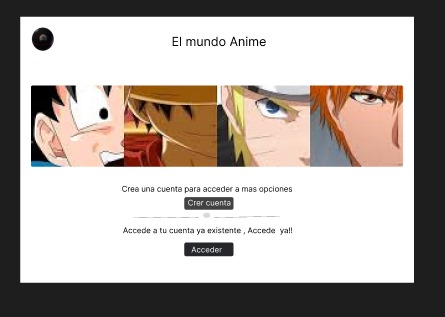 El mundo Anime
Crea una cuenta para acceder a mas opciones
Crer cuenta
Accede a tu cuenta ya existente , Accede ya!!
Acceder